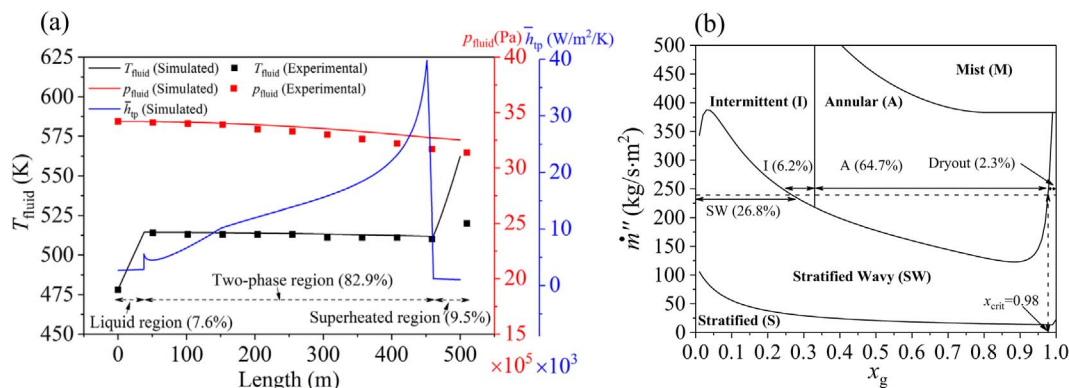 (a)
p_fluid(Pa) h̅_tp (W/m²/K)
625
600
575
550
525
500
475
450
T_fluid (K)
T_fluid (Simulated)
T_fluid (Experimental)
p_fluid (Simulated)
p_fluid (Experimental)
h̅_tp (Simulated)
Two-phase region (82.9%)
Liquid region (7.6%)
Superheated region (9.5%)
0 100 200 300 400 500
Length (m)
40
35
30
25
20
15
×10⁵
40
30
20
10
0
×10³
(b)
500
450
400
350
300
250
200
150
100
50
0
ṁ″ (kg/s·m²)
Mist (M)
Intermittent (I)
Annular (A)
I (6.2%)
A (64.7%)
Dryout (2.3%)
SW (26.8%)
Stratified Wavy (SW)
x_crit=0.98
Stratified (S)
0.0 0.1 0.2 0.3 0.4 0.5 0.6 0.7 0.8 0.9 1.0
x_g